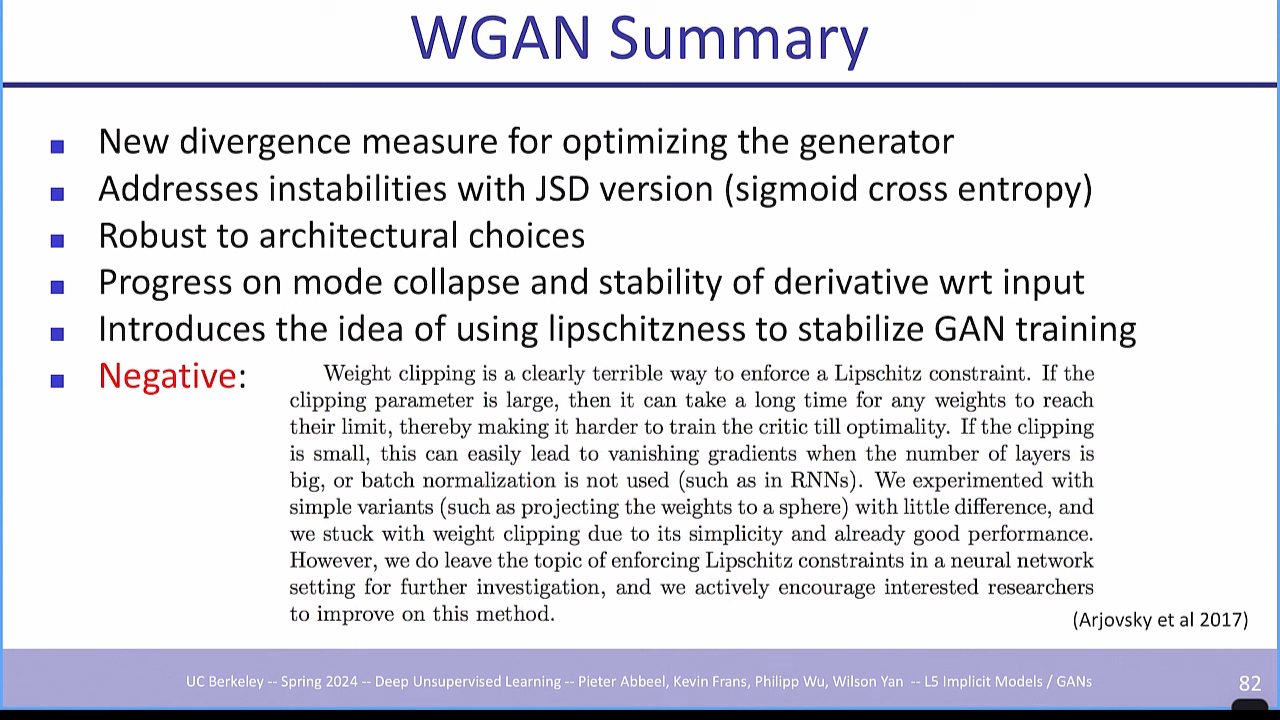 WGAN Summary
New divergence measure for optimizing the generator
Addresses instabilities with JSD version (sigmoid cross entropy)
Robust to architectural choices
Progress on mode collapse and stability of derivative wrt input
Introduces the idea of using lipschitzness to stabilize GAN training
Negative:
Weight clipping is a clearly terrible way to enforce a Lipschitz constraint. If the
clipping parameter is large, then it can take a long time for any weights to reach
their limit, thereby making it harder to train the critic till optimality. If the clipping
is small, this can easily lead to vanishing gradients when the number of layers is
big, or batch normalization is not used (such as in RNNs). We experimented with
simple variants (such as projecting the weights to a sphere) with little difference, and
we stuck with weight clipping due to its simplicity and already good performance.
However, we do leave the topic of enforcing Lipschitz constraints in a neural network
setting for further investigation, and we actively encourage interested researchers
to improve on this method.
(Arjovsky et al 2017)
UC Berkeley -- Spring 2024 -- Deep Unsupervised Learning -- Pieter Abbeel, Kevin Frans, Philipp Wu, Wilson Yan -- L5 Implicit Models / GANs
82